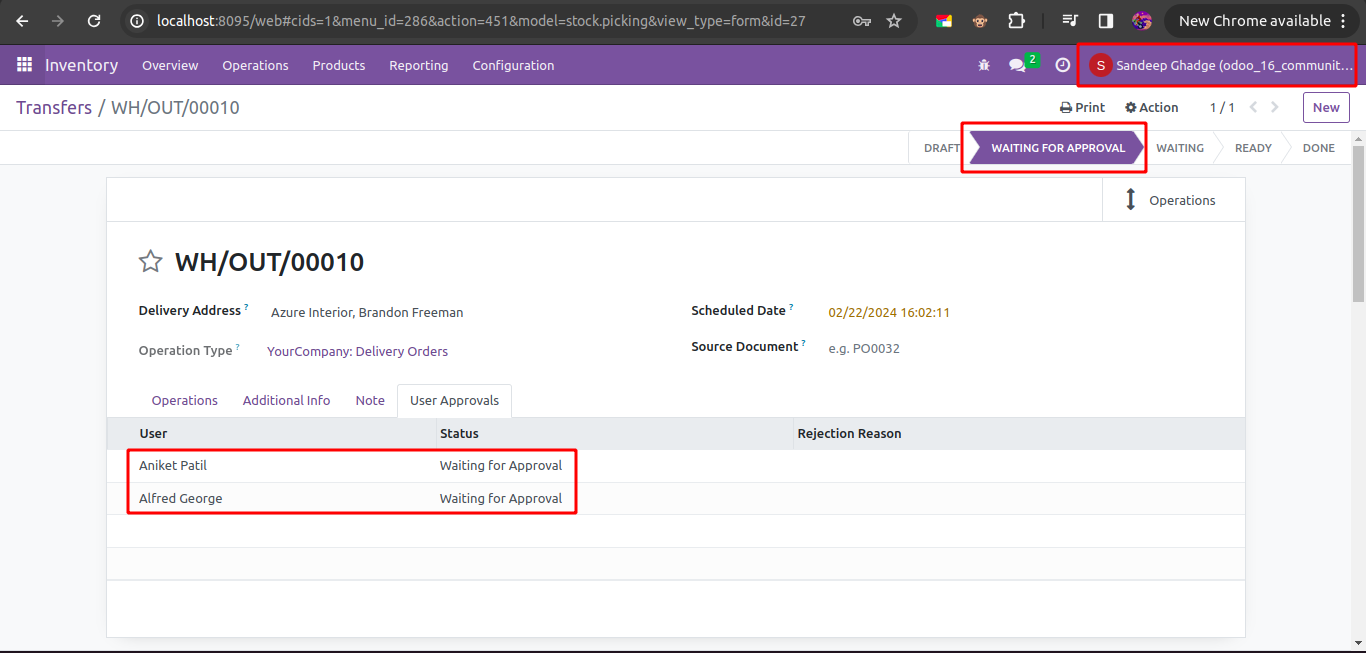 localhost:8095/web#cids=1&menu_id=286&action=451&model=stock.picking&view_type=form&id=27
New Chrome available
Inventory Overview Operations Products Reporting Configuration 2 S Sandeep Ghadge (odoo_16_communit...
Transfers / WH/OUT/00010 Print Action 1 / 1 New
DRAFT WAITING FOR APPROVAL WAITING READY DONE
Operations
WH/OUT/00010
Delivery Address ? Azure Interior, Brandon Freeman Scheduled Date ? 02/22/2024 16:02:11
Operation Type ? YourCompany: Delivery Orders Source Document ? e.g. PO0032
Operations Additional Info Note User Approvals
User Status Rejection Reason
Aniket Patil Waiting for Approval
Alfred George Waiting for Approval